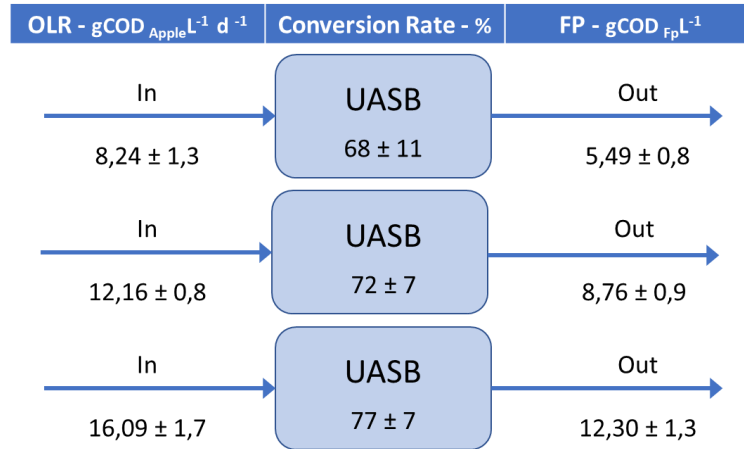 OLR - gCOD Apple L⁻¹ d ⁻¹ Conversion Rate - % FP - gCOD Fp L⁻¹
In UASB Out
8,24 ± 1,3 68 ± 11 5,49 ± 0,8
In UASB Out
12,16 ± 0,8 72 ± 7 8,76 ± 0,9
In UASB Out
16,09 ± 1,7 77 ± 7 12,30 ± 1,3